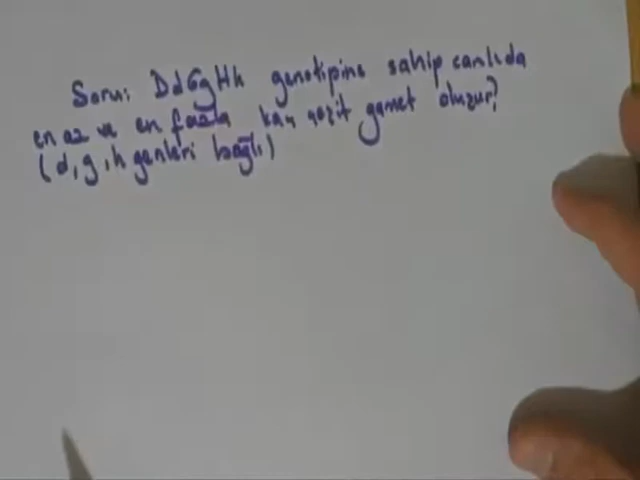 Soru: DdGgHh genotipine sahip canlıda
en az ve en fazla kaç çeşit gamet oluşur?
(d, g, h genleri bağlı)